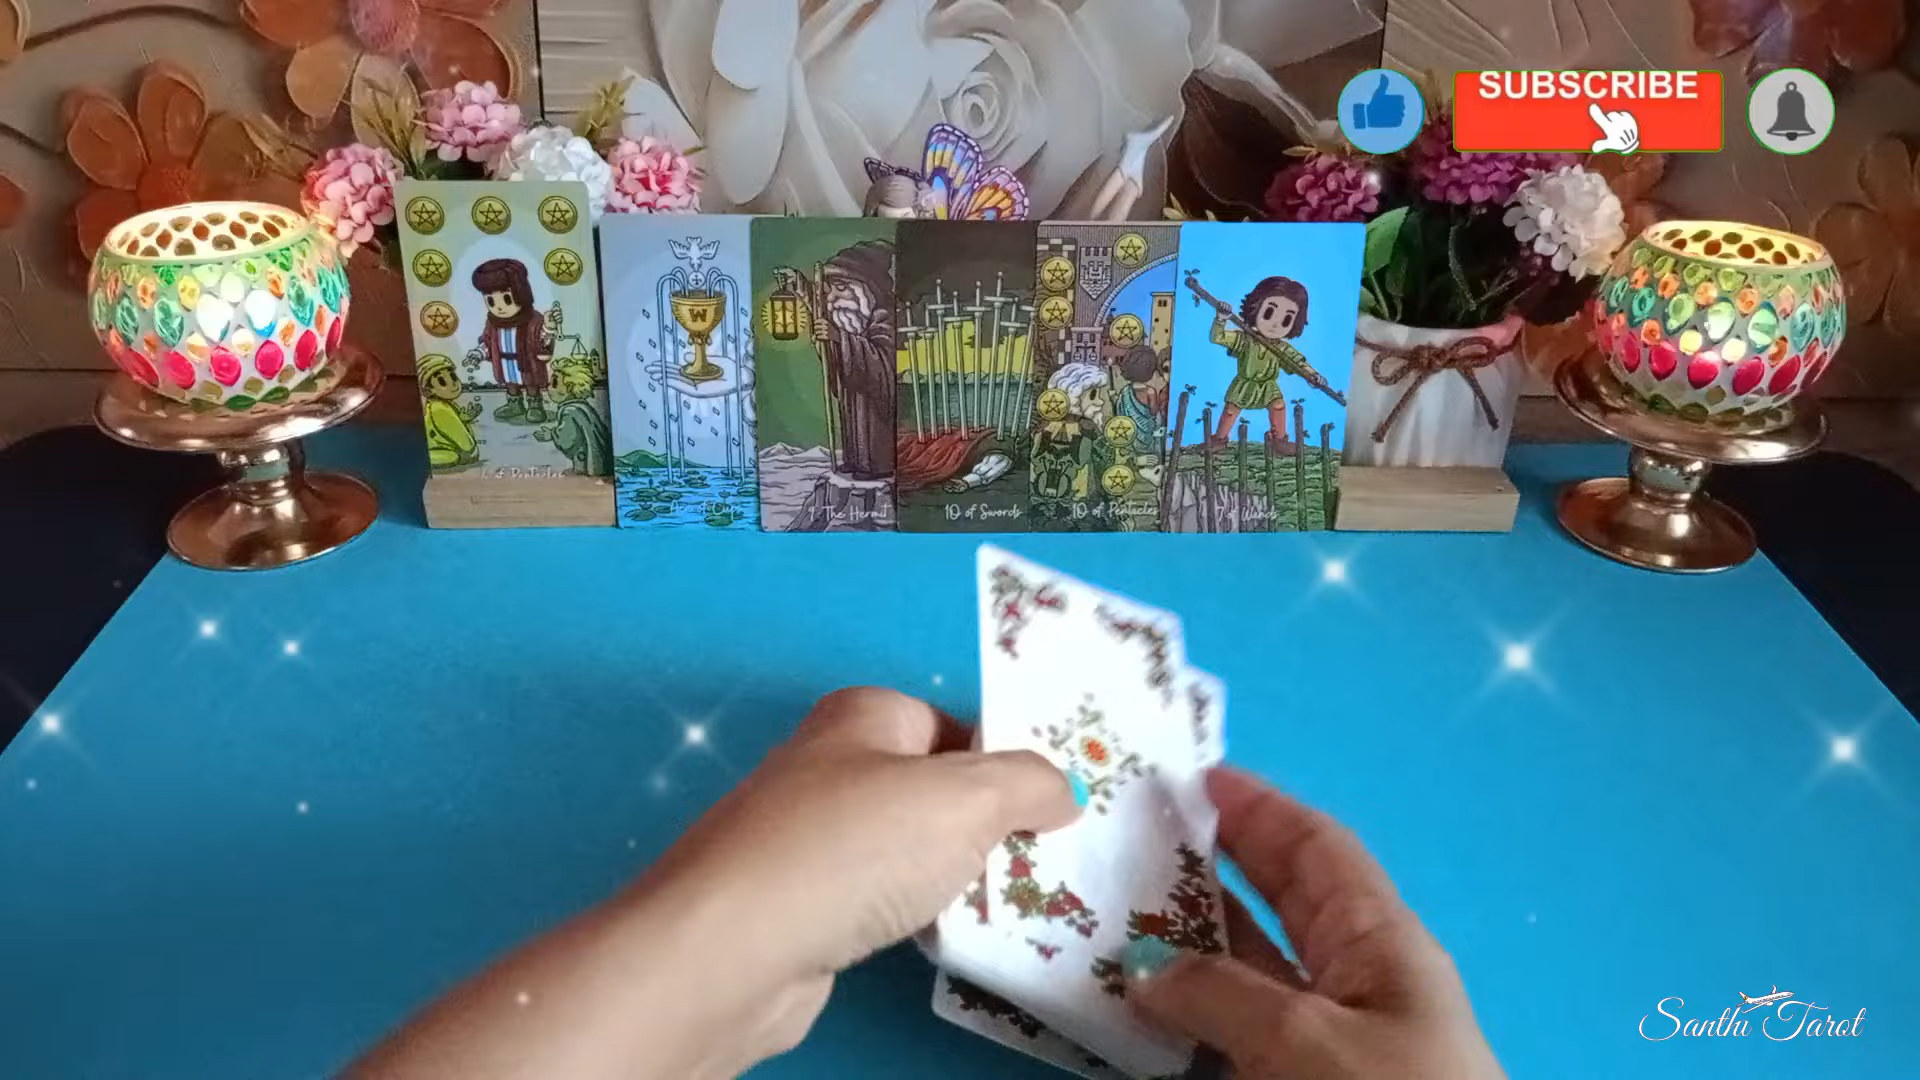 SUBSCRIBE
6 of Pentacles
Ace of Cups
W
9 The Hermit
10 of Swords
10 of Pentacles
7 of Wands
Santhi Tarot